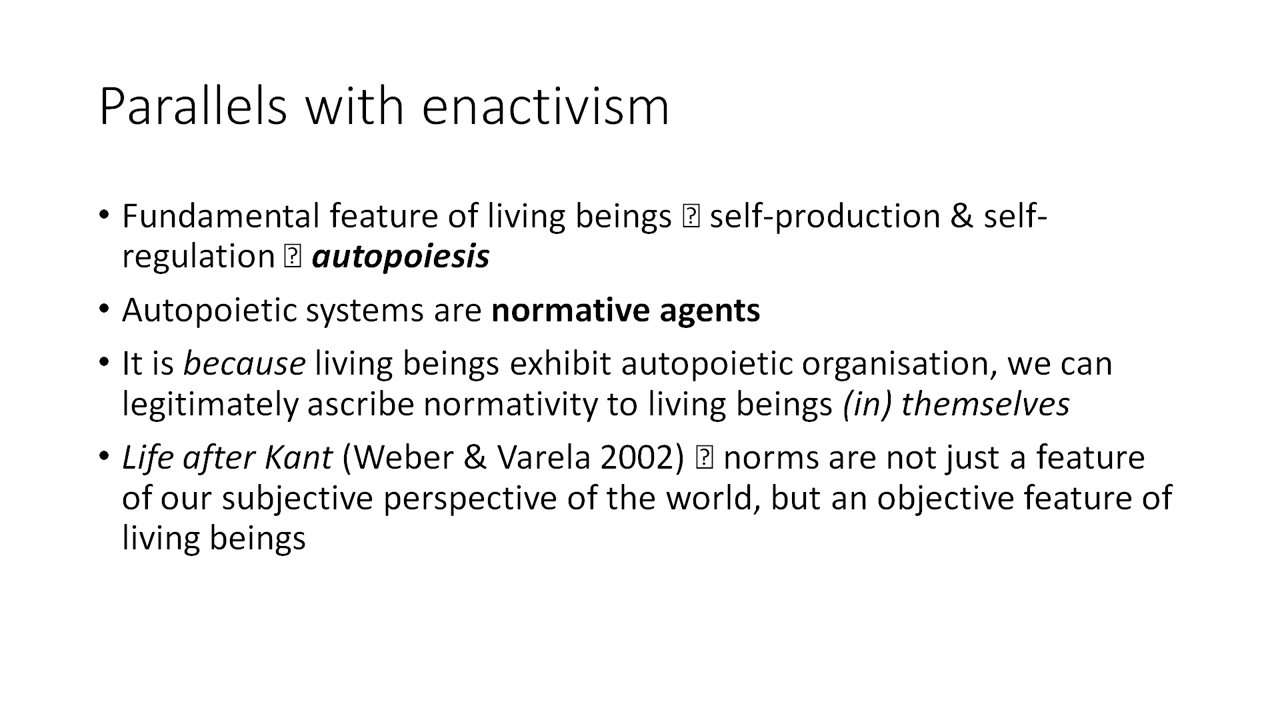 Parallels with enactivism
• Fundamental feature of living beings ⍰ self-production & self-
regulation ⍰ autopoiesis
• Autopoietic systems are normative agents
• It is because living beings exhibit autopoietic organisation, we can
legitimately ascribe normativity to living beings (in) themselves
• Life after Kant (Weber & Varela 2002) ⍰ norms are not just a feature
of our subjective perspective of the world, but an objective feature of
living beings